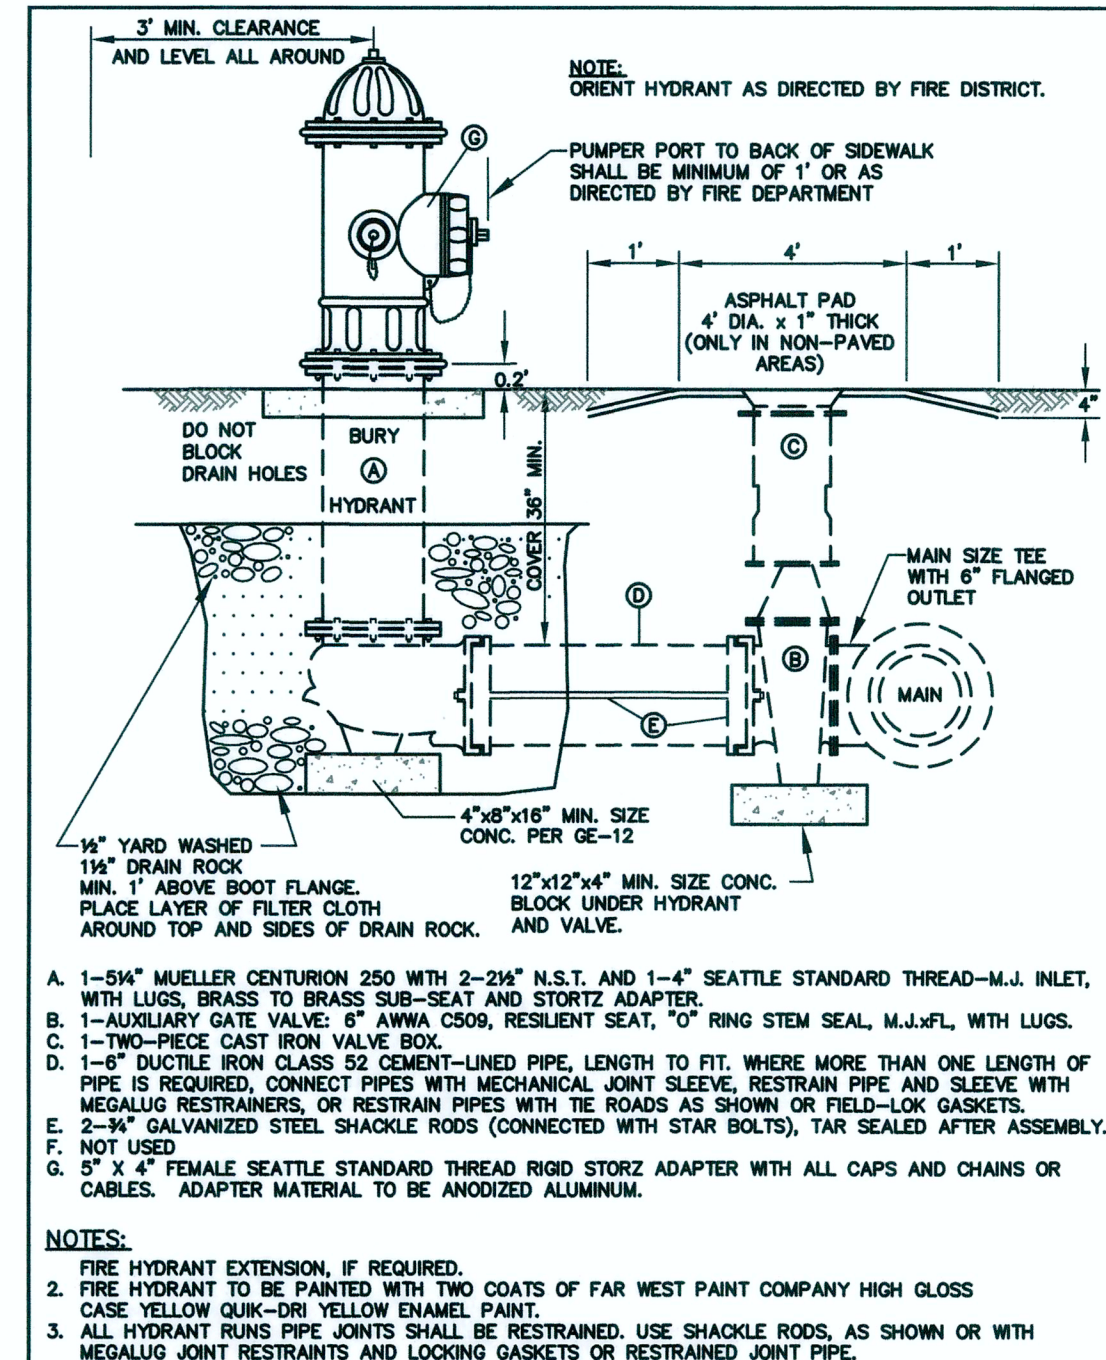 3' MIN. CLEARANCE
AND LEVEL ALL AROUND
NOTE:
ORIENT HYDRANT AS DIRECTED BY FIRE DISTRICT.
G
PUMPER PORT TO BACK OF SIDEWALK
SHALL BE MINIMUM OF 1' OR AS
DIRECTED BY FIRE DEPARTMENT
1'
4'
1'
ASPHALT PAD
4' DIA. x 1" THICK
(ONLY IN NON-PAVED
AREAS)
0.2'
4"
DO NOT
BLOCK
DRAIN HOLES
BURY
A
HYDRANT
COVER 36" MIN.
C
MAIN SIZE TEE
WITH 6" FLANGED
OUTLET
D
B
MAIN
E
4"x8"x16" MIN. SIZE
CONC. PER GE-12
½" YARD WASHED
1½" DRAIN ROCK
MIN. 1' ABOVE BOOT FLANGE.
PLACE LAYER OF FILTER CLOTH
AROUND TOP AND SIDES OF DRAIN ROCK.
12"x12"x4" MIN. SIZE CONC.
BLOCK UNDER HYDRANT
AND VALVE.
A. 1-5¼" MUELLER CENTURION 250 WITH 2-2½" N.S.T. AND 1-4" SEATTLE STANDARD THREAD-M.J. INLET,
WITH LUGS, BRASS TO BRASS SUB-SEAT AND STORTZ ADAPTER.
B. 1-AUXILIARY GATE VALVE: 6" AWWA C509, RESILIENT SEAT, "O" RING STEM SEAL, M.J.xFL, WITH LUGS.
C. 1-TWO-PIECE CAST IRON VALVE BOX.
D. 1-6" DUCTILE IRON CLASS 52 CEMENT-LINED PIPE, LENGTH TO FIT. WHERE MORE THAN ONE LENGTH OF
PIPE IS REQUIRED, CONNECT PIPES WITH MECHANICAL JOINT SLEEVE, RESTRAIN PIPE AND SLEEVE WITH
MEGALUG RESTRAINERS, OR RESTRAIN PIPES WITH TIE ROADS AS SHOWN OR FIELD-LOK GASKETS.
E. 2-¾" GALVANIZED STEEL SHACKLE RODS (CONNECTED WITH STAR BOLTS), TAR SEALED AFTER ASSEMBLY.
F. NOT USED
G. 5" X 4" FEMALE SEATTLE STANDARD THREAD RIGID STORZ ADAPTER WITH ALL CAPS AND CHAINS OR
CABLES. ADAPTER MATERIAL TO BE ANODIZED ALUMINUM.
NOTES:
FIRE HYDRANT EXTENSION, IF REQUIRED.
2. FIRE HYDRANT TO BE PAINTED WITH TWO COATS OF FAR WEST PAINT COMPANY HIGH GLOSS
CASE YELLOW QUIK-DRI YELLOW ENAMEL PAINT.
3. ALL HYDRANT RUNS PIPE JOINTS SHALL BE RESTRAINED. USE SHACKLE RODS, AS SHOWN OR WITH
MEGALUG JOINT RESTRAINTS AND LOCKING GASKETS OR RESTRAINED JOINT PIPE.